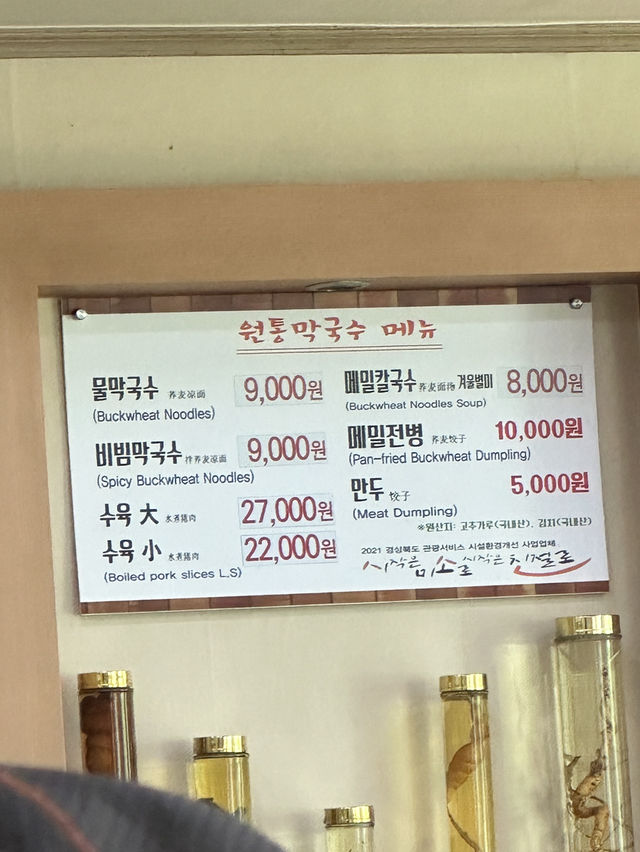 원통막국수 메뉴
물막국수 荞麦凉面 9,000원
(Buckwheat Noodles)
비빔막국수 拌荞麦凉面 9,000원
(Spicy Buckwheat Noodles)
수육 大 水煮猪肉 27,000원
수육 小 水煮猪肉 22,000원
(Boiled pork slices L.S)
메밀칼국수 荞麦面汤 겨울별미 8,000원
(Buckwheat Noodles Soup)
메밀전병 荞麦饺子 10,000원
(Pan-fried Buckwheat Dumpling)
만두 饺子 5,000원
(Meat Dumpling)
※원산지: 고추가루(국내산), 김치(국내산)
2021 경상북도 관광서비스 시설환경개선 사업업체
시작은 미소로 시작은 친절로